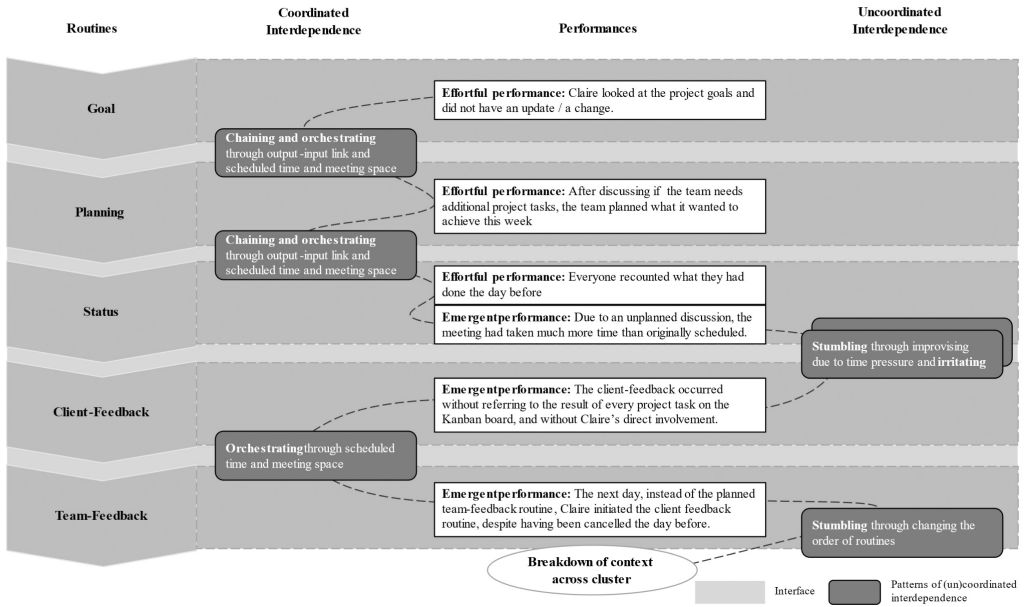 Routines
Coordinated
Interdependence
Performances
Uncoordinated
Interdependence
Goal
Effortful performance: Claire looked at the project goals and
did not have an update / a change.
Chaining and orchestrating
through output-input link and
scheduled time and meeting space
Planning
Effortful performance: After discussing if the team needs
additional project tasks, the team planned what it wanted to
achieve this week
Chaining and orchestrating
through output-input link and
scheduled time and meeting space
Status
Effortful performance: Everyone recounted what they had
done the day before
Emergent performance: Due to an unplanned discussion, the
meeting had taken much more time than originally scheduled.
Stumbling through improvising
due to time pressure and irritating
Client-Feedback
Emergent performance: The client-feedback occurred
without referring to the result of every project task on the
Kanban board, and without Claire's direct involvement.
Orchestrating through scheduled
time and meeting space
Team-Feedback
Emergent performance: The next day, instead of the planned
team-feedback routine, Claire initiated the client feedback
routine, despite having been cancelled the day before.
Stumbling through changing the
order of routines
Breakdown of context
across cluster
Interface
Patterns of (un)coordinated
interdependence